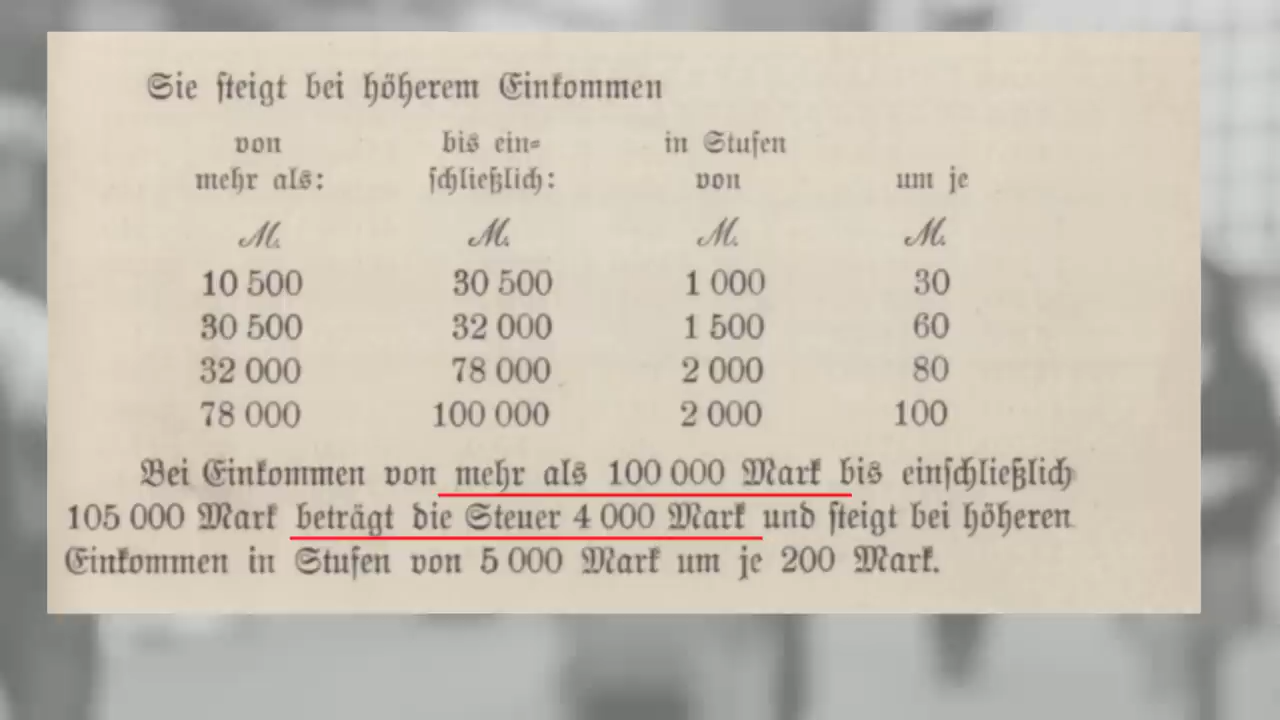 Sie steigt bei höherem Einkommen
von bis ein= in Stufen
mehr als: schließlich: von um je
M. M. M. M.
10 500 30 500 1 000 30
30 500 32 000 1 500 60
32 000 78 000 2 000 80
78 000 100 000 2 000 100
Bei Einkommen von mehr als 100 000 Mark bis einschließlich
105 000 Mark beträgt die Steuer 4 000 Mark und steigt bei höheren
Einkommen in Stufen von 5 000 Mark um je 200 Mark.